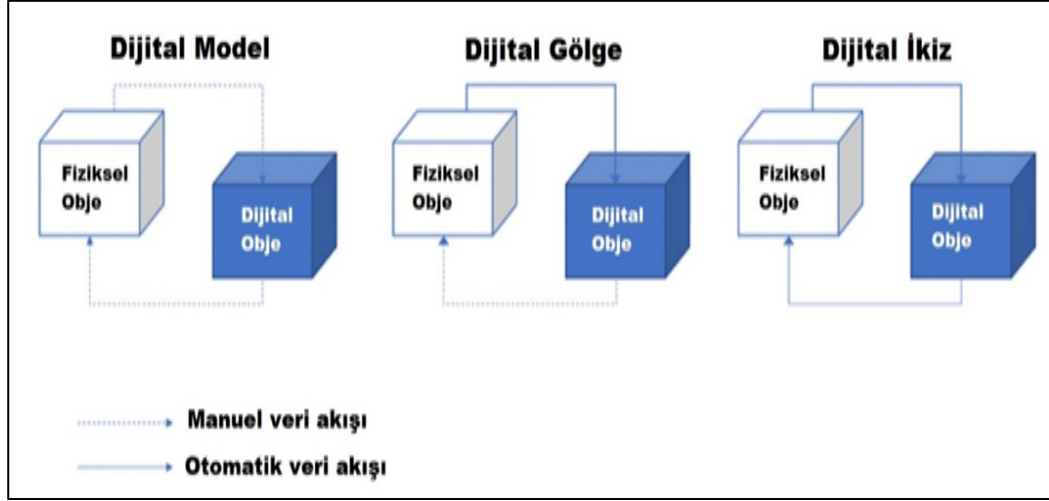 Dijital Model
Dijital Gölge
Dijital İkiz
Fiziksel
Obje
Dijital
Obje
Fiziksel
Obje
Dijital
Obje
Fiziksel
Obje
Dijital
Obje
Manuel veri akışı
Otomatik veri akışı